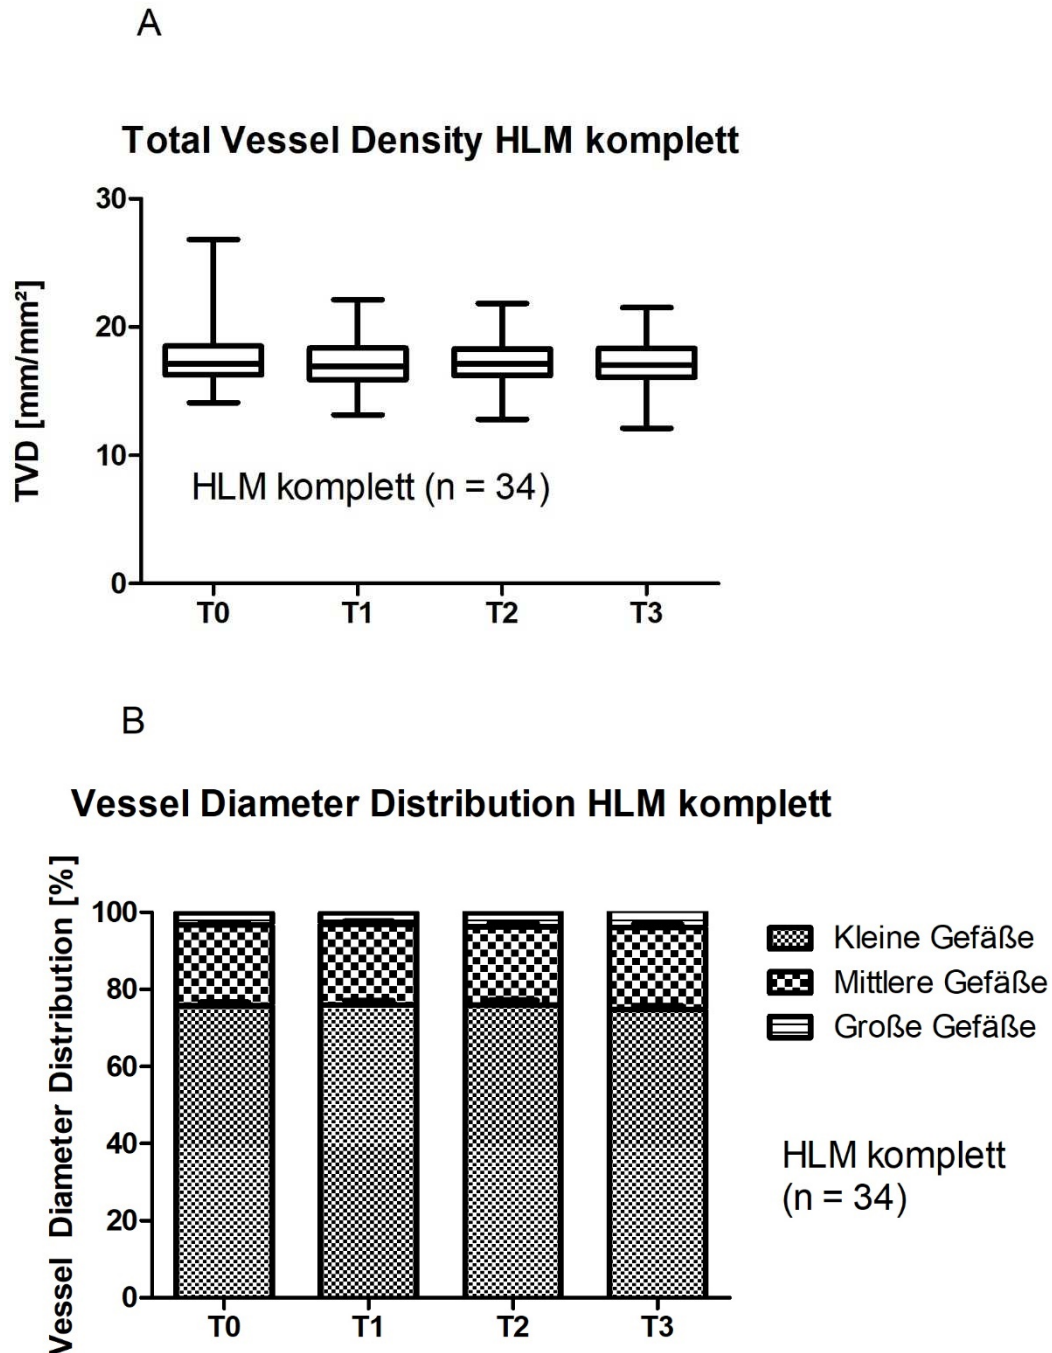 A
Total Vessel Density HLM komplett
TVD [mm/mm²]
30
20
10
0
HLM komplett (n = 34)
T0 T1 T2 T3
B
Vessel Diameter Distribution HLM komplett
Vessel Diameter Distribution [%]
100
80
60
40
20
0
T0 T1 T2 T3
Kleine Gefäße
Mittlere Gefäße
Große Gefäße
HLM komplett
(n = 34)